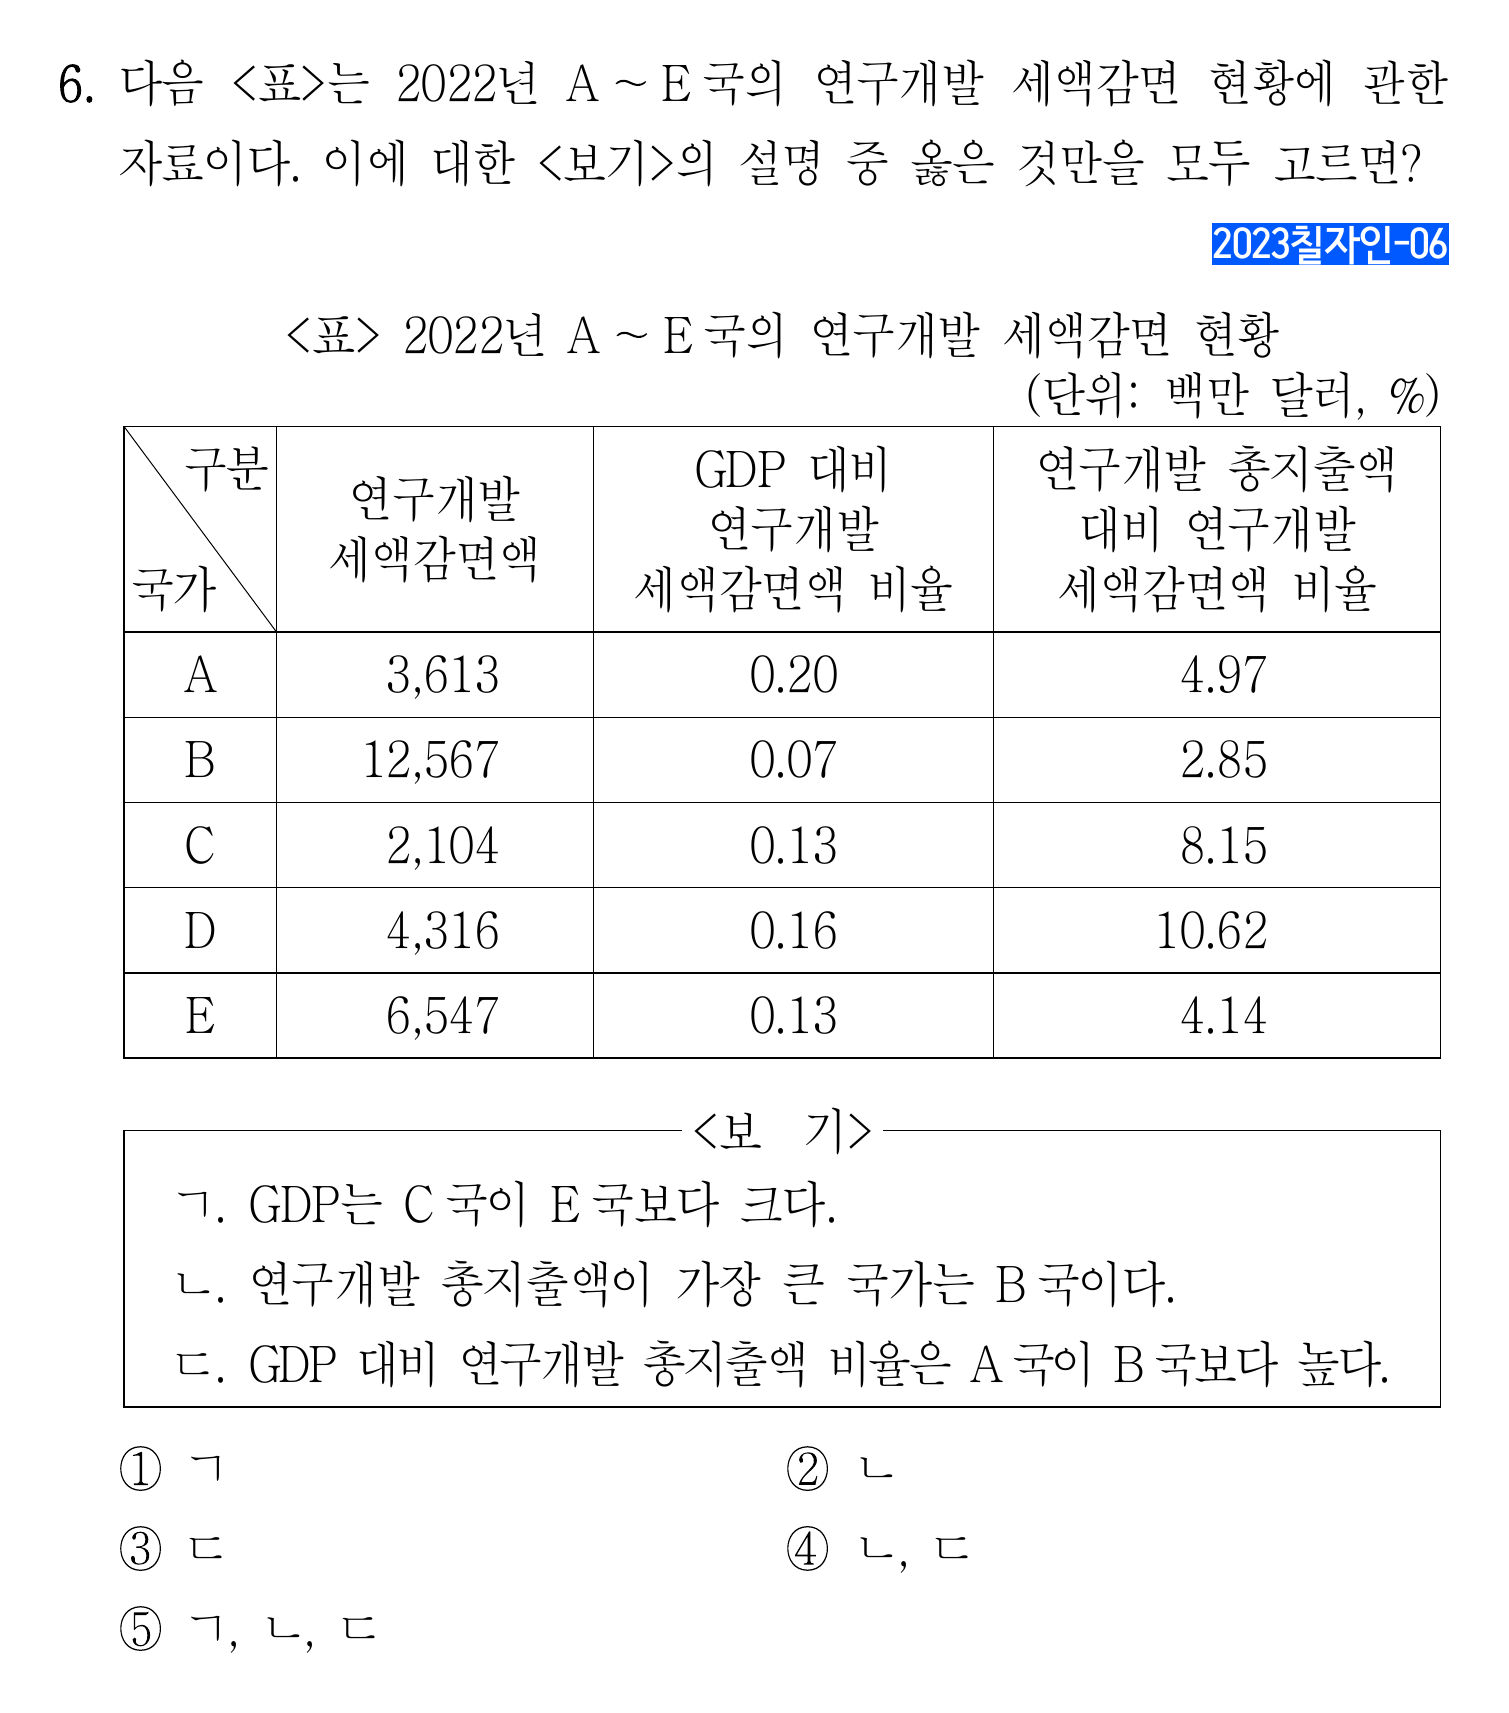 6. 다음 <표>는 2022년 A ~ E국의 연구개발 세액감면 현황에 관한
자료이다. 이에 대한 <보기>의 설명 중 옳은 것만을 모두 고르면?
2023칠자인-06
<표> 2022년 A ~ E국의 연구개발 세액감면 현황
(단위: 백만 달러, %)
구분
국가
연구개발
세액감면액
GDP 대비
연구개발
세액감면액 비율
연구개발 총지출액
대비 연구개발
세액감면액 비율
A 3,613 0.20 4.97
B 12,567 0.07 2.85
C 2,104 0.13 8.15
D 4,316 0.16 10.62
E 6,547 0.13 4.14
<보 기>
ㄱ. GDP는 C국이 E국보다 크다.
ㄴ. 연구개발 총지출액이 가장 큰 국가는 B국이다.
ㄷ. GDP 대비 연구개발 총지출액 비율은 A국이 B국보다 높다.
① ㄱ ② ㄴ
③ ㄷ ④ ㄴ, ㄷ
⑤ ㄱ, ㄴ, ㄷ